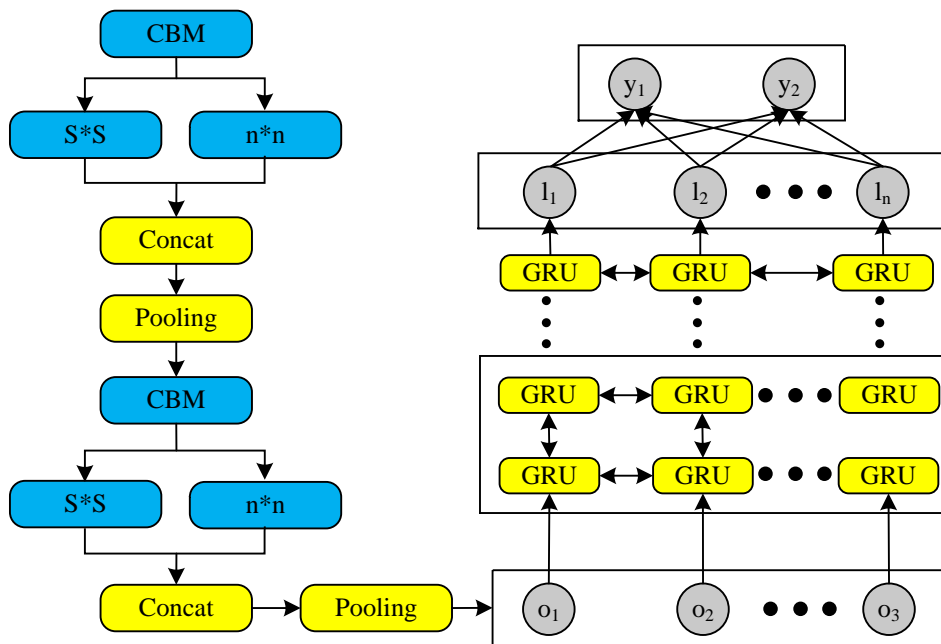 CBM
S*S n*n
Concat
Pooling
CBM
S*S n*n
Concat Pooling
y₁ y₂
l₁ l₂ lₙ
GRU GRU GRU
GRU GRU GRU
GRU GRU GRU
o₁ o₂ o₃